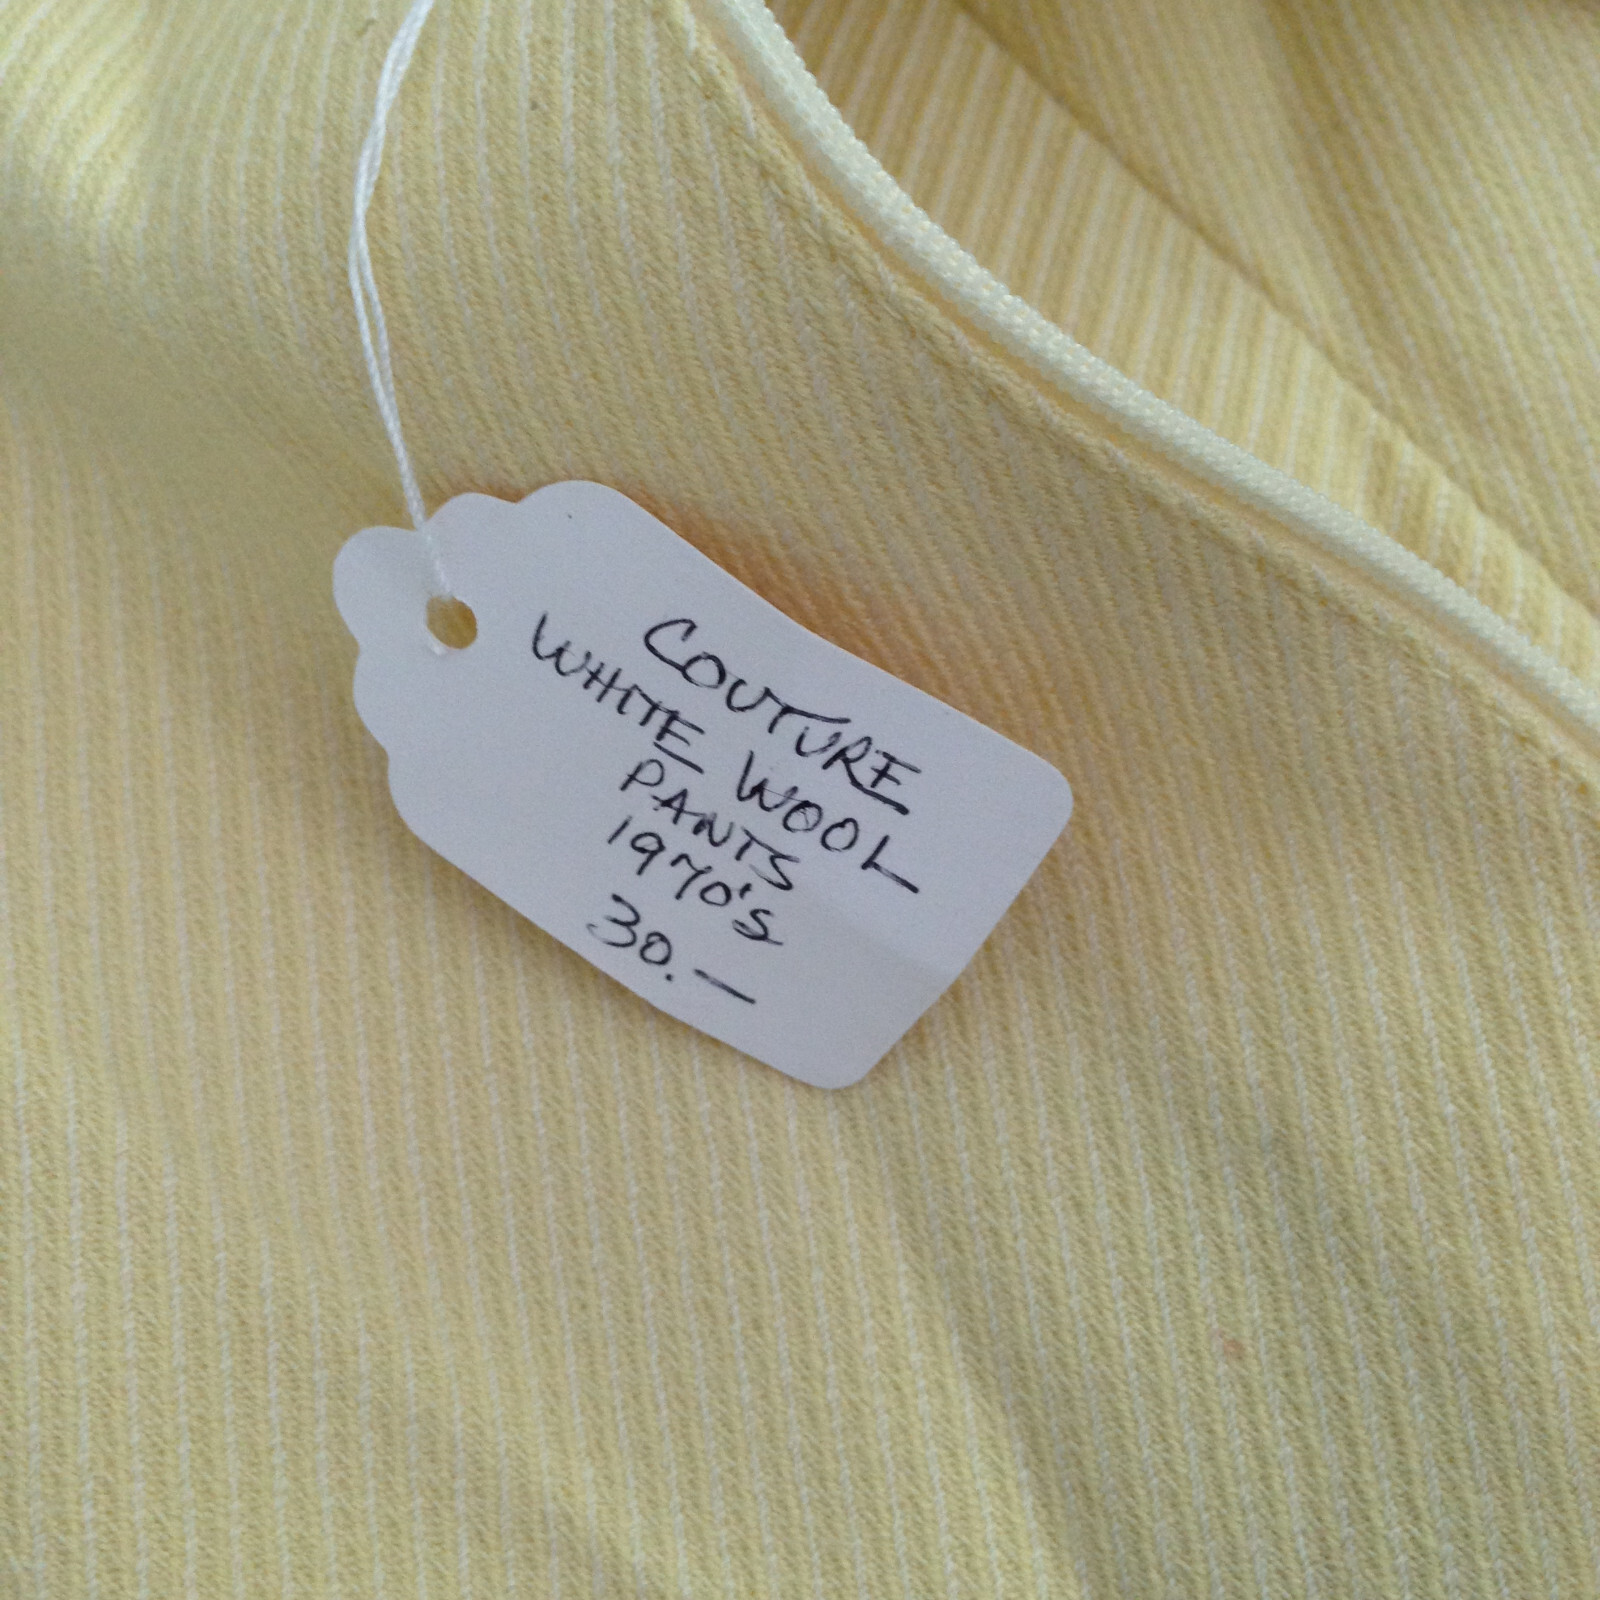 COUTURE
WHITE WOOL
PANTS
1970'S
30.—